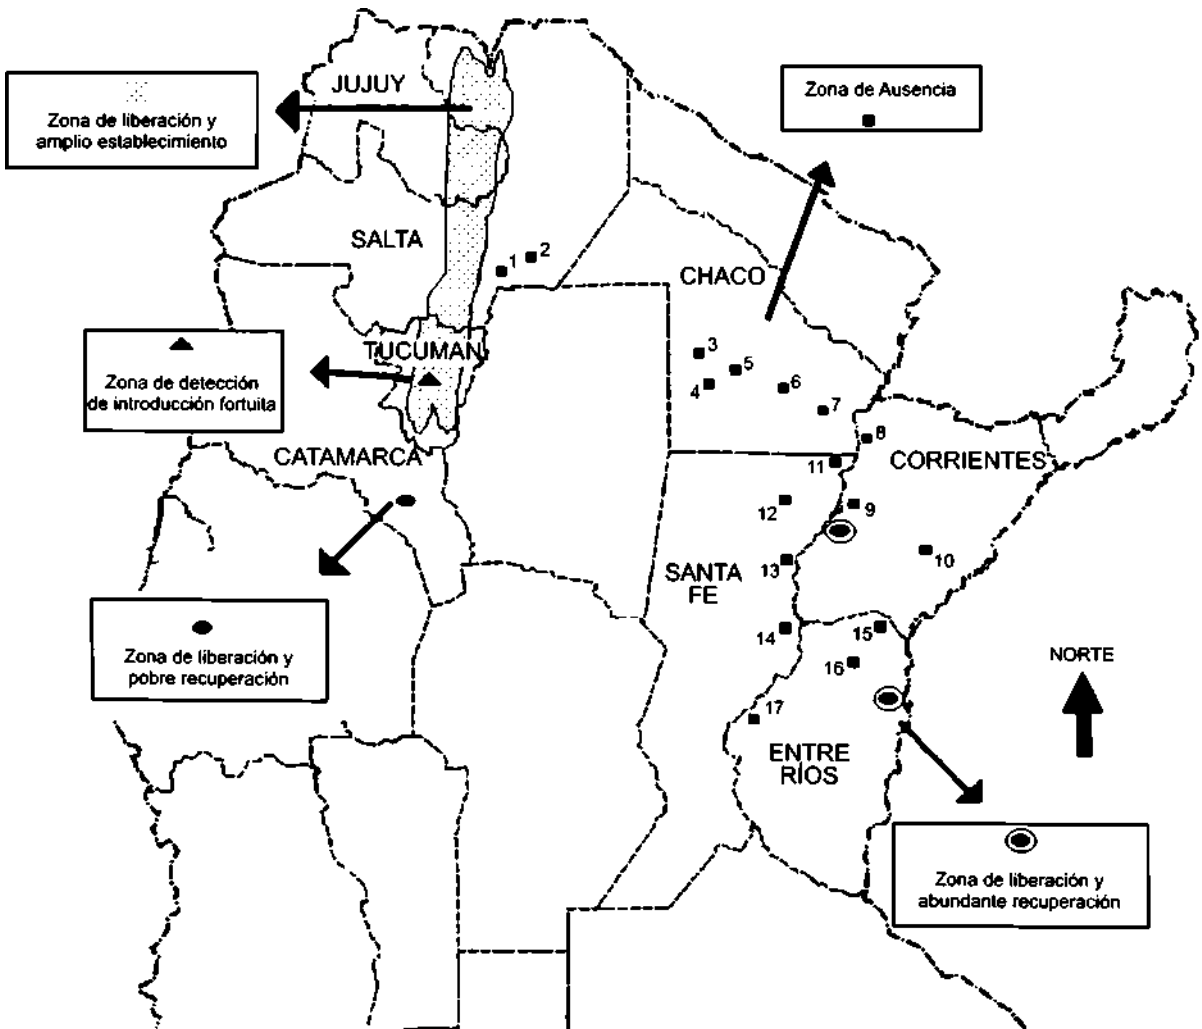 JUJUY
Zona de liberación y
amplio establecimiento
Zona de Ausencia
SALTA
1
2
CHACO
TUCUMAN
Zona de detección
de introducción fortuita
3
5
4
6
7
8
CATAMARCA
11
CORRIENTES
12
9
10
13
SANTA
FE
14
15
16
Zona de liberación y
pobre recuperación
NORTE
17
ENTRE
RÍOS
Zona de liberación y
abundante recuperación